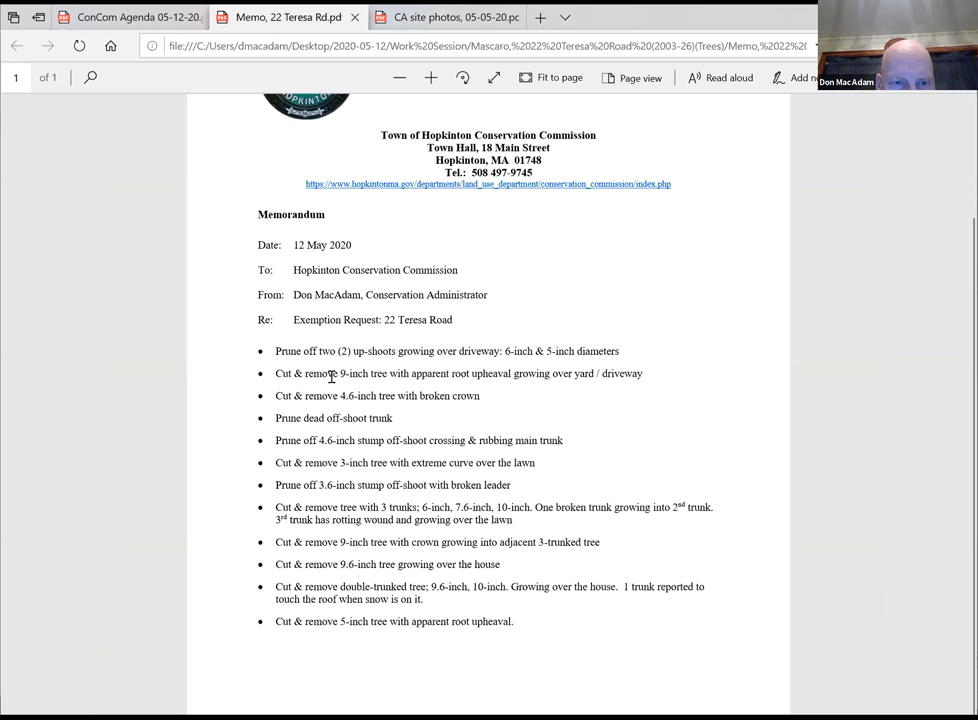 ConCom Agenda 05-12-20.
Memo, 22 Teresa Rd.pdf
CA site photos, 05-05-20.pc
file:///C:/Users/dmacadam/Desktop/2020-05-12/Work%20Session/Mascaro,%2022%20Teresa%20Road%20(2003-26)(Trees)/Memo,%2022%20
1 of 1
Fit to page
Page view
Read aloud
Add no
Don Mac Adam
HOPKINTON
Town of Hopkinton Conservation Commission
Town Hall, 18 Main Street
Hopkinton, MA 01748
Tel.: 508 497-9745
https://www.hopkintonma.gov/departments/land_use_department/conservation_commission/index.php
Memorandum
Date: 12 May 2020
To: Hopkinton Conservation Commission
From: Don MacAdam, Conservation Administrator
Re: Exemption Request: 22 Teresa Road
• Prune off two (2) up-shoots growing over driveway: 6-inch & 5-inch diameters
• Cut & remove 9-inch tree with apparent root upheaval growing over yard / driveway
• Cut & remove 4.6-inch tree with broken crown
• Prune dead off-shoot trunk
• Prune off 4.6-inch stump off-shoot crossing & rubbing main trunk
• Cut & remove 3-inch tree with extreme curve over the lawn
• Prune off 3.6-inch stump off-shoot with broken leader
• Cut & remove tree with 3 trunks; 6-inch, 7.6-inch, 10-inch. One broken trunk growing into 2nd trunk.
3rd trunk has rotting wound and growing over the lawn
• Cut & remove 9-inch tree with crown growing into adjacent 3-trunked tree
• Cut & remove 9.6-inch tree growing over the house
• Cut & remove double-trunked tree; 9.6-inch, 10-inch. Growing over the house. 1 trunk reported to
touch the roof when snow is on it.
• Cut & remove 5-inch tree with apparent root upheaval.